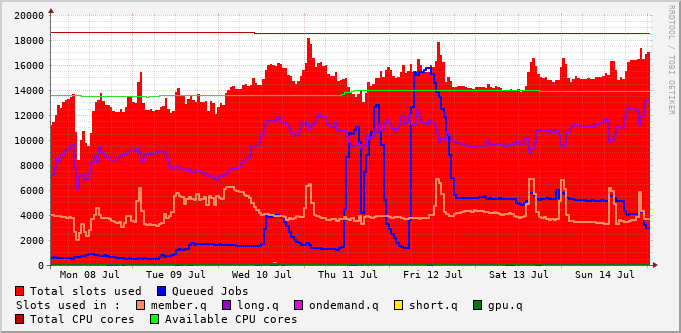 20000
18000
16000
14000
12000
10000
8000
6000
4000
2000
0
Mon 08 Jul Tue 09 Jul Wed 10 Jul Thu 11 Jul Fri 12 Jul Sat 13 Jul Sun 14 Jul
RRDTOOL / TOBI OETIKER
Total slots used Queued Jobs
Slots used in : member.q long.q ondemand.q short.q gpu.q
Total CPU cores Available CPU cores